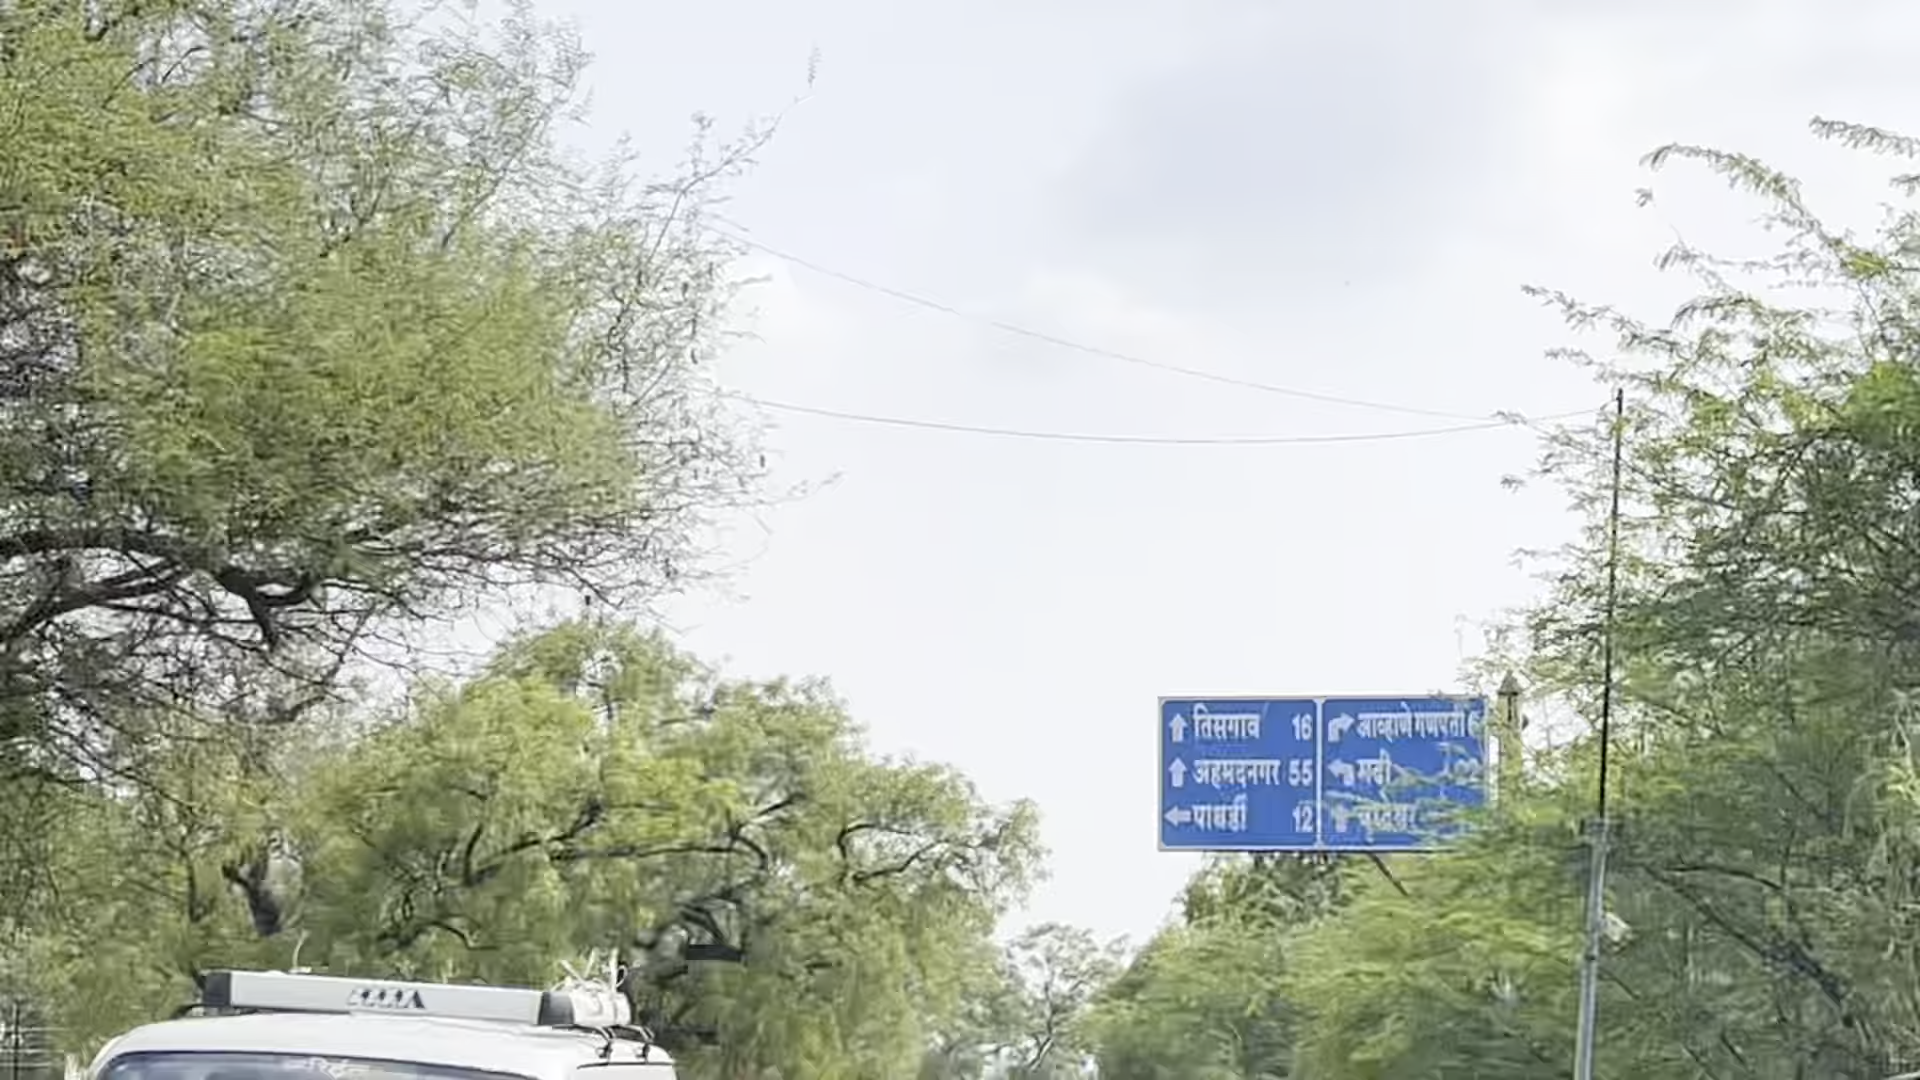 तिसगाव 16
अहमदनगर 55
पाथर्डी 12
आव्हाणे गणपती
मढी